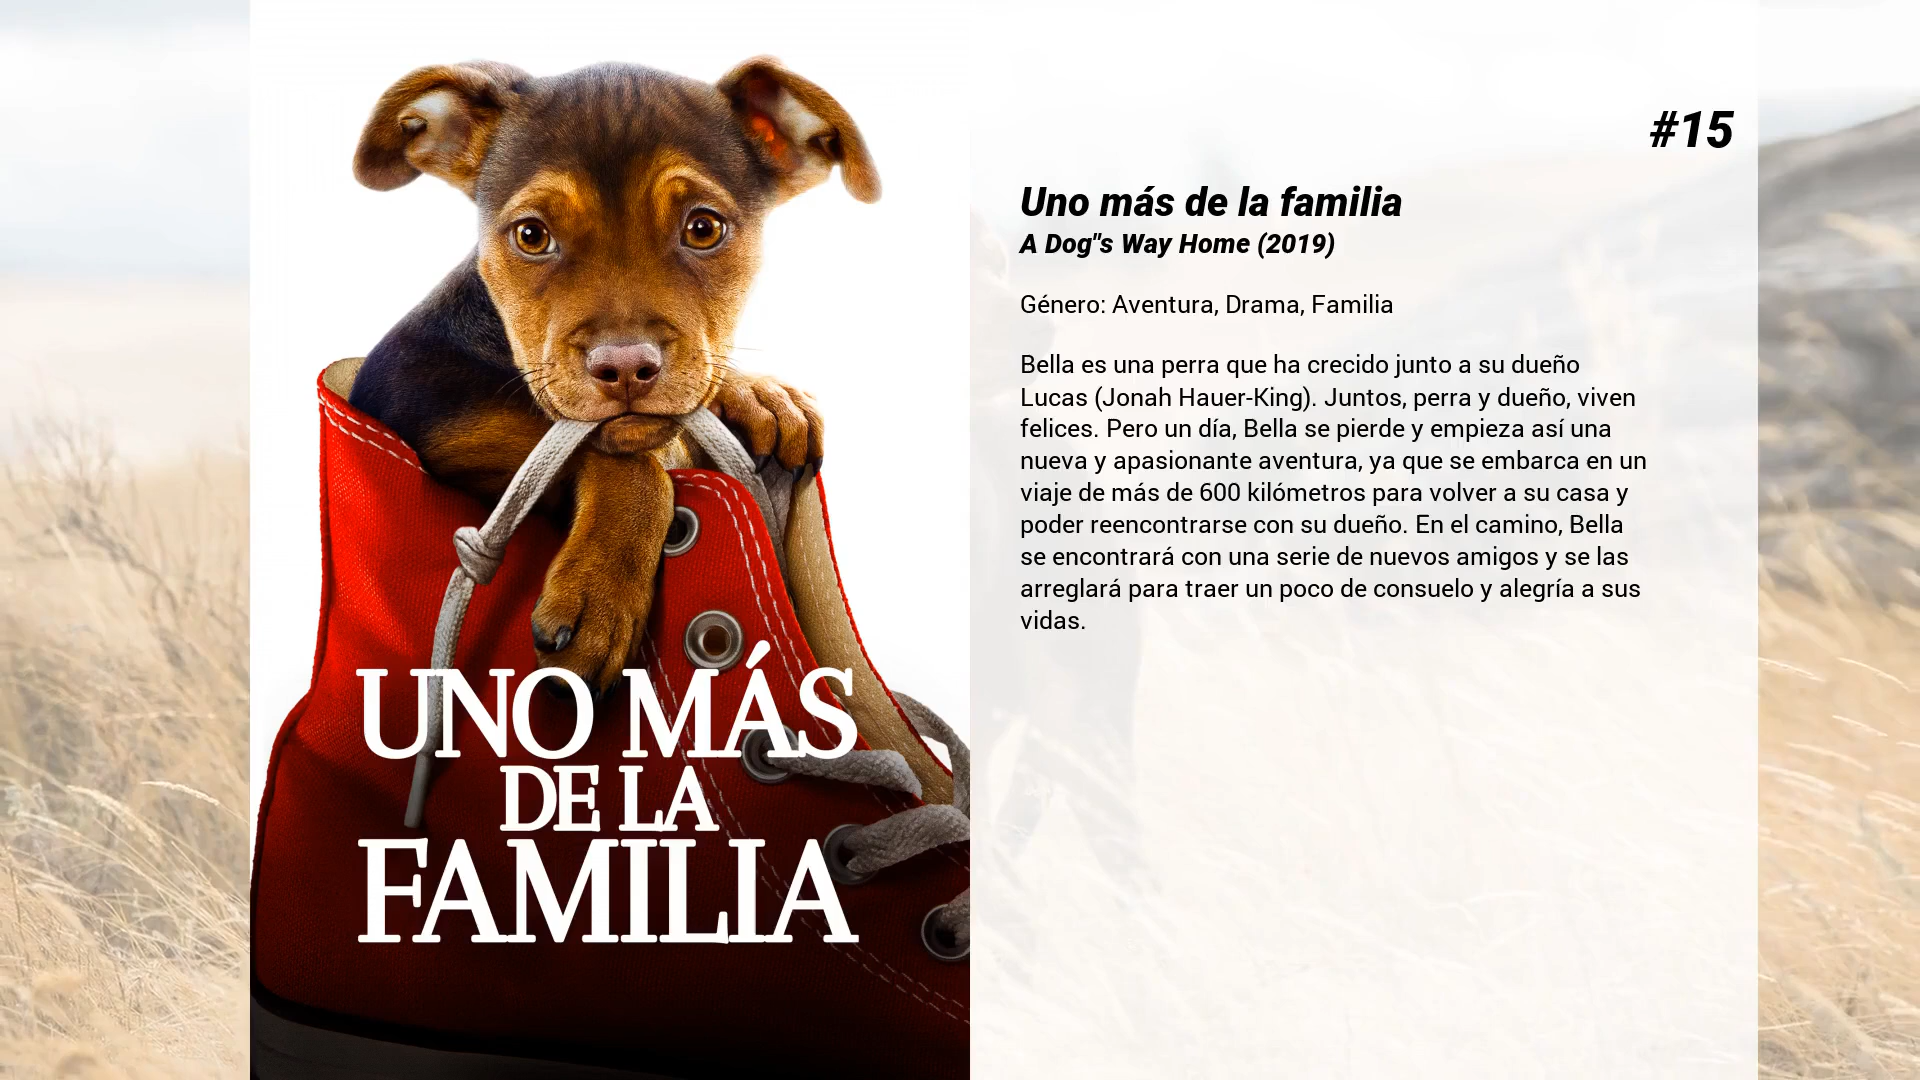 UNO MÁS
DE LA
FAMILIA
#15
Uno más de la familia
A Dog"s Way Home (2019)
Género: Aventura, Drama, Familia
Bella es una perra que ha crecido junto a su dueño
Lucas (Jonah Hauer-King). Juntos, perra y dueño, viven
felices. Pero un día, Bella se pierde y empieza así una
nueva y apasionante aventura, ya que se embarca en un
viaje de más de 600 kilómetros para volver a su casa y
poder reencontrarse con su dueño. En el camino, Bella
se encontrará con una serie de nuevos amigos y se las
arreglará para traer un poco de consuelo y alegría a sus
vidas.